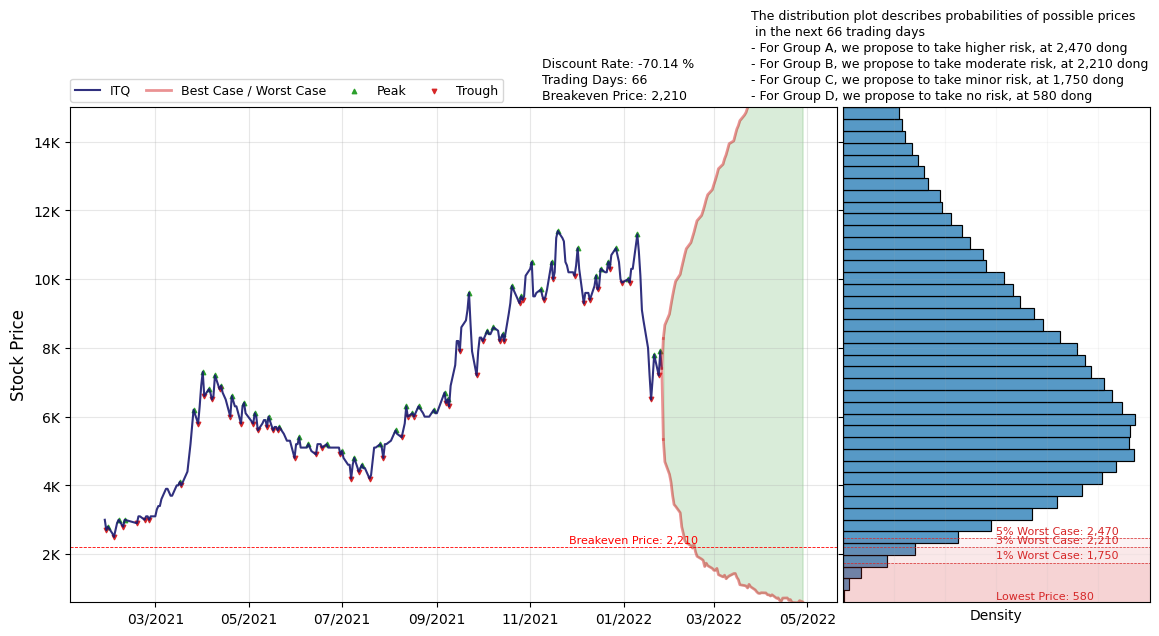 The distribution plot describes probabilities of possible prices
in the next 66 trading days
- For Group A, we propose to take higher risk, at 2,470 dong
- For Group B, we propose to take moderate risk, at 2,210 dong
- For Group C, we propose to take minor risk, at 1,750 dong
- For Group D, we propose to take no risk, at 580 dong
Discount Rate: -70.14 %
Trading Days: 66
Breakeven Price: 2,210
ITQ
Best Case / Worst Case
Peak
Trough
Stock Price
14K
12K
10K
8K
6K
4K
2K
Breakeven Price: 2,210
5% Worst Case: 2,470
3% Worst Case: 2,210
1% Worst Case: 1,750
Lowest Price: 580
03/2021
05/2021
07/2021
09/2021
11/2021
01/2022
03/2022
05/2022
Density